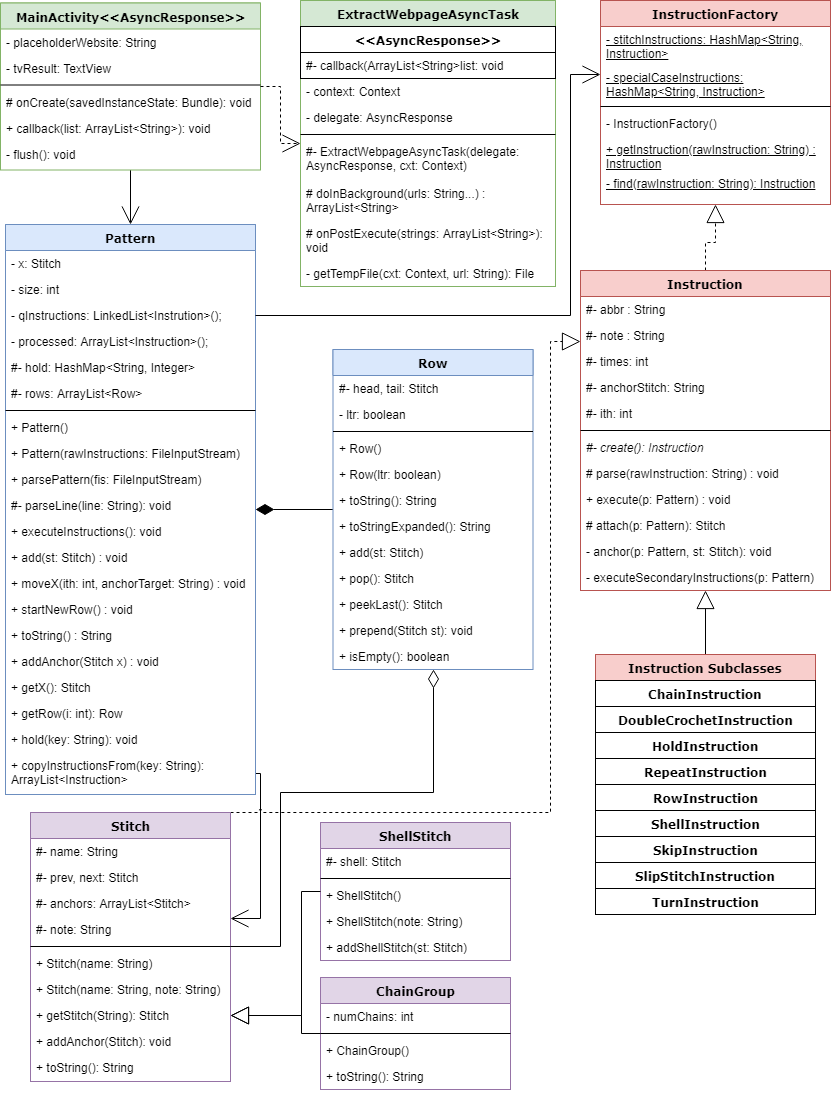 MainActivity<<AsyncResponse>>
- placeholderWebsite: String
- tvResult: TextView
# onCreate(savedInstanceState: Bundle): void
+ callback(list: ArrayList<String>): void
- flush(): void
ExtractWebpageAsyncTask
<<AsyncResponse>>
#- callback(ArrayList<String>list: void
- context: Context
- delegate: AsyncResponse
#- ExtractWebpageAsyncTask(delegate:
AsyncResponse, cxt: Context)
# doInBackground(urls: String...) :
ArrayList<String>
# onPostExecute(strings: ArrayList<String>):
void
- getTempFile(cxt: Context, url: String): File
InstructionFactory
- stitchInstructions: HashMap<String,
Instruction>
- specialCaseInstructions:
HashMap<String, Instruction>
- InstructionFactory()
+ getInstruction(rawInstruction: String) :
Instruction
- find(rawInstruction: String): Instruction
Pattern
- x: Stitch
- size: int
- qInstructions: LinkedList<Instrution>();
- processed: ArrayList<Instruction>();
#- hold: HashMap<String, Integer>
#- rows: ArrayList<Row>
+ Pattern()
+ Pattern(rawInstructions: FileInputStream)
+ parsePattern(fis: FileInputStream)
#- parseLine(line: String): void
+ executeInstructions(): void
+ add(st: Stitch) : void
+ moveX(ith: int, anchorTarget: String) : void
+ startNewRow() : void
+ toString() : String
+ addAnchor(Stitch x) : void
+ getX(): Stitch
+ getRow(i: int): Row
+ hold(key: String): void
+ copyInstructionsFrom(key: String):
ArrayList<Instruction>
Row
#- head, tail: Stitch
- ltr: boolean
+ Row()
+ Row(ltr: boolean)
+ toString(): String
+ toStringExpanded(): String
+ add(st: Stitch)
+ pop(): Stitch
+ peekLast(): Stitch
+ prepend(Stitch st): void
+ isEmpty(): boolean
Instruction
#- abbr : String
#- note : String
#- times: int
#- anchorStitch: String
#- ith: int
#- create(): Instruction
# parse(rawInstruction: String) : void
+ execute(p: Pattern) : void
# attach(p: Pattern): Stitch
- anchor(p: Pattern, st: Stitch): void
- executeSecondaryInstructions(p: Pattern)
Instruction Subclasses
ChainInstruction
DoubleCrochetInstruction
HoldInstruction
RepeatInstruction
RowInstruction
ShellInstruction
SkipInstruction
SlipStitchInstruction
TurnInstruction
Stitch
#- name: String
#- prev, next: Stitch
#- anchors: ArrayList<Stitch>
#- note: String
+ Stitch(name: String)
+ Stitch(name: String, note: String)
+ getStitch(String): Stitch
+ addAnchor(Stitch): void
+ toString(): String
ShellStitch
#- shell: Stitch
+ ShellStitch()
+ ShellStitch(note: String)
+ addShellStitch(st: Stitch)
ChainGroup
- numChains: int
+ ChainGroup()
+ toString(): String